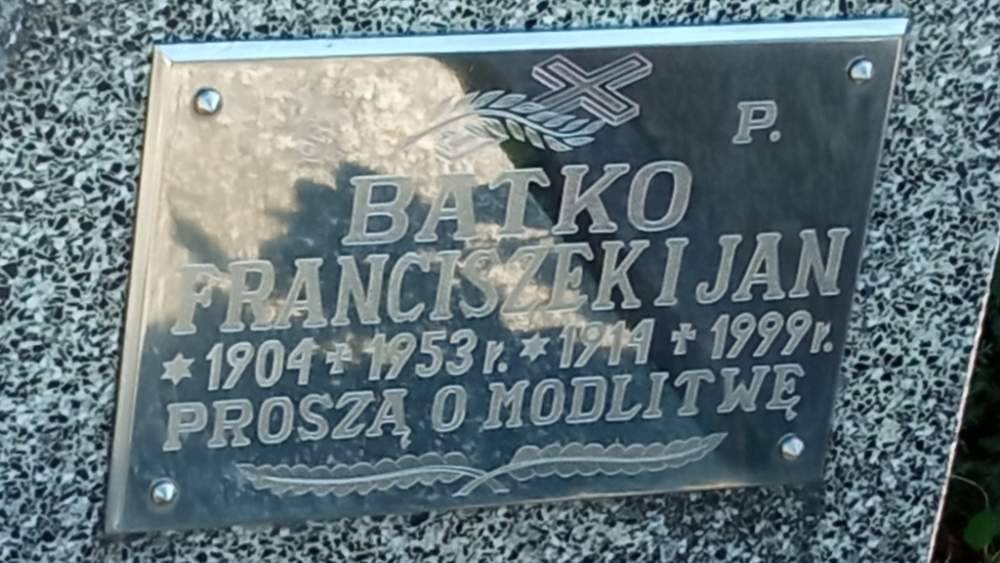 Ś. P.
BATKO
FRANCISZEK I JAN
* 1904 + 1953 r. * 1914 + 1999 r.
PROSZĄ O MODLITWĘ